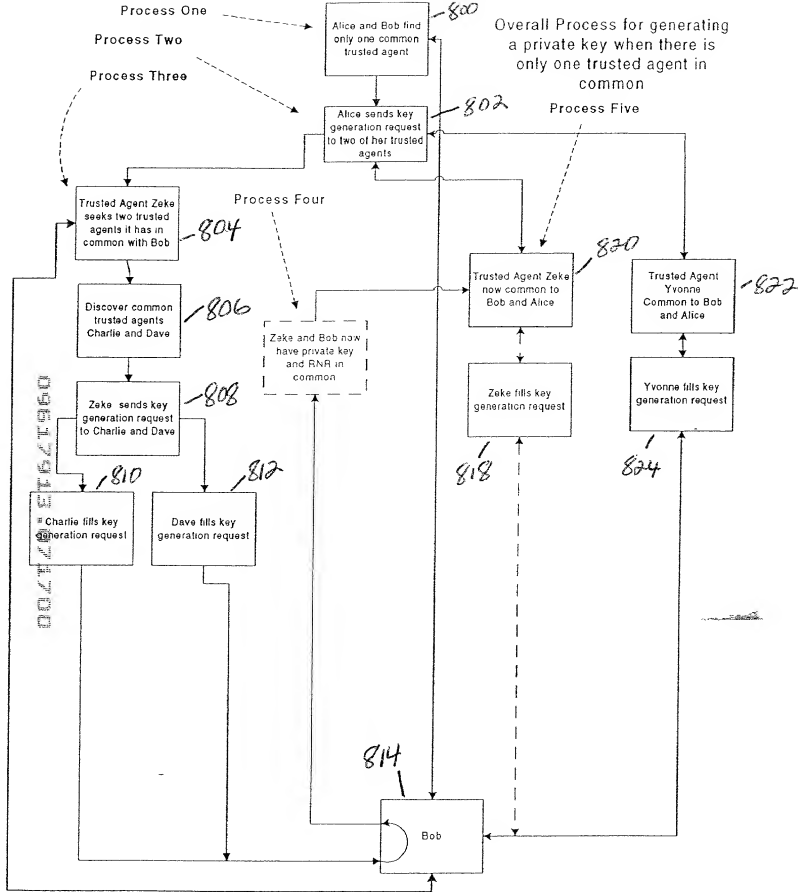 Process One
Process Two
Process Three
Alice and Bob find
only one common
trusted agent
800
Overall Process for generating
a private key when there is
only one trusted agent in
common
Process Five
Alice sends key
generation request
to two of her trusted
agents
802
Trusted Agent Zeke
seeks two trusted
agents it has in
common with Bob
804
Process Four
Trusted Agent Zeke
now common to
Bob and Alice
820
Trusted Agent
Yvonne
Common to Bob
and Alice
822
Discover common
trusted agents
Charlie and Dave
806
Zeke and Bob now
have private key
and RNR in
common
Zeke sends key
generation request
to Charlie and Dave
808
Zeke fills key
generation request
818
Yvonne fills key
generation request
824
Charlie fills key
generation request
810
Dave fills key
generation request
812
814
Bob